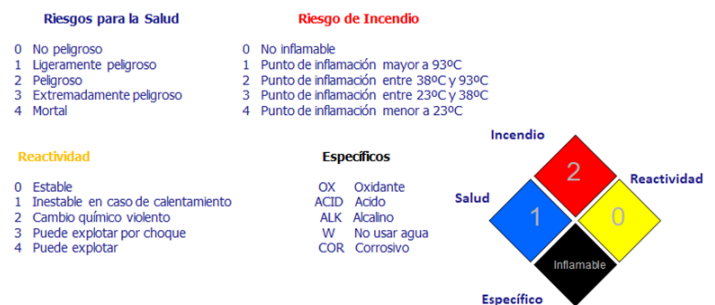 Riesgos para la Salud
0 No peligroso
1 Ligeramente peligroso
2 Peligroso
3 Extremadamente peligroso
4 Mortal
Riesgo de Incendio
0 No inflamable
1 Punto de inflamación mayor a 93ºC
2 Punto de inflamación entre 38ºC y 93ºC
3 Punto de inflamación entre 23ºC y 38ºC
4 Punto de inflamación menor a 23ºC
Reactividad
0 Estable
1 Inestable en caso de calentamiento
2 Cambio químico violento
3 Puede explotar por choque
4 Puede explotar
Específicos
OX Oxidante
ACID Acido
ALK Alcalino
W No usar agua
COR Corrosivo
Incendio
2
Reactividad
Salud
1
0
Inflamable
Específico